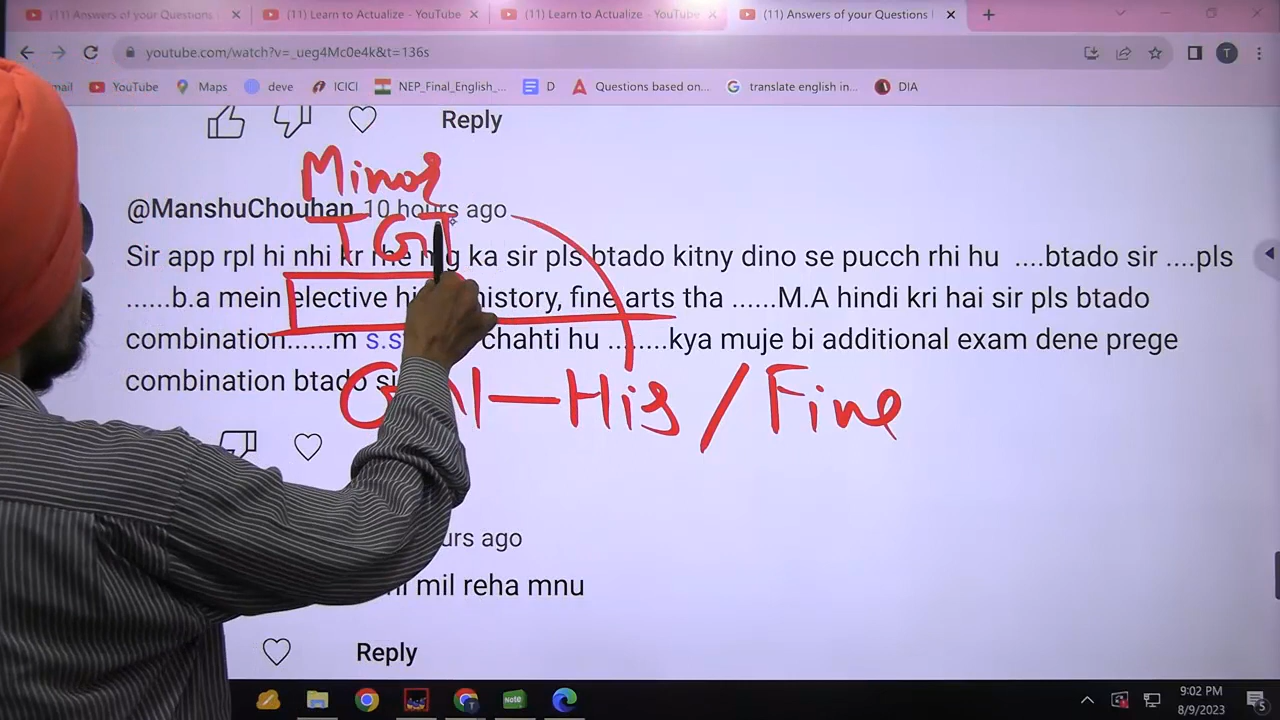 (11) Answers of your Questions (11) Learn to Actualize - YouTube (11) Learn to Actualize - YouTube (11) Answers of your Questions
youtube.com/watch?v=_ueg4Mc0e4k&t=136s T
YouTube Maps deve ICICI NEP_Final_English_... D Questions based on... translate english in... DIA
Reply
Minor
@ManshuChouhan 10 hours ago
TGT
Sir app rpl hi nhi kr rhe ka sir pls btado kitny dino se pucch rhi hu ....btado sir ....pls
......b.a mein elective history, fine arts tha ......M.A hindi kri hai sir pls btado
combination......m chahti hu ........kya muje bi additional exam dene prege
combination btado
His / Fine
ago
mil reha mnu
Reply
Note
9:02 PM
8/9/2023
5